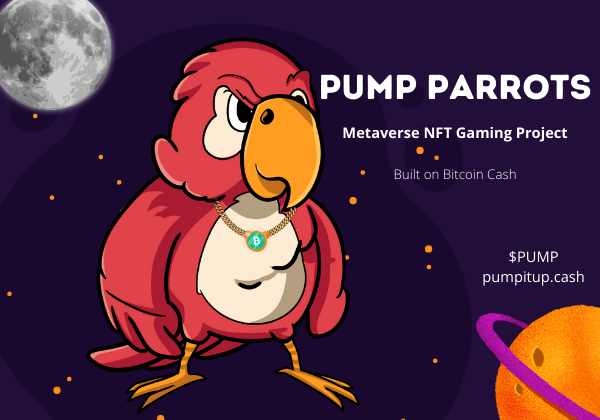 PUMP PARROTS
Metaverse NFT Gaming Project
Built on Bitcoin Cash
$PUMP
pumpitup.cash